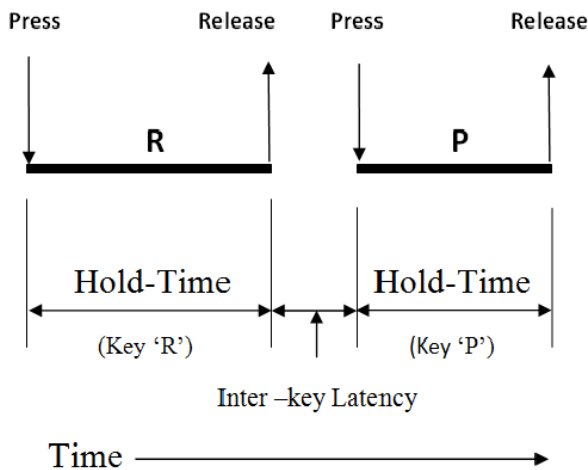 Press Release Press Release
R P
Hold-Time Hold-Time
(Key ‘R’) (Key ‘P’)
Inter –key Latency
Time